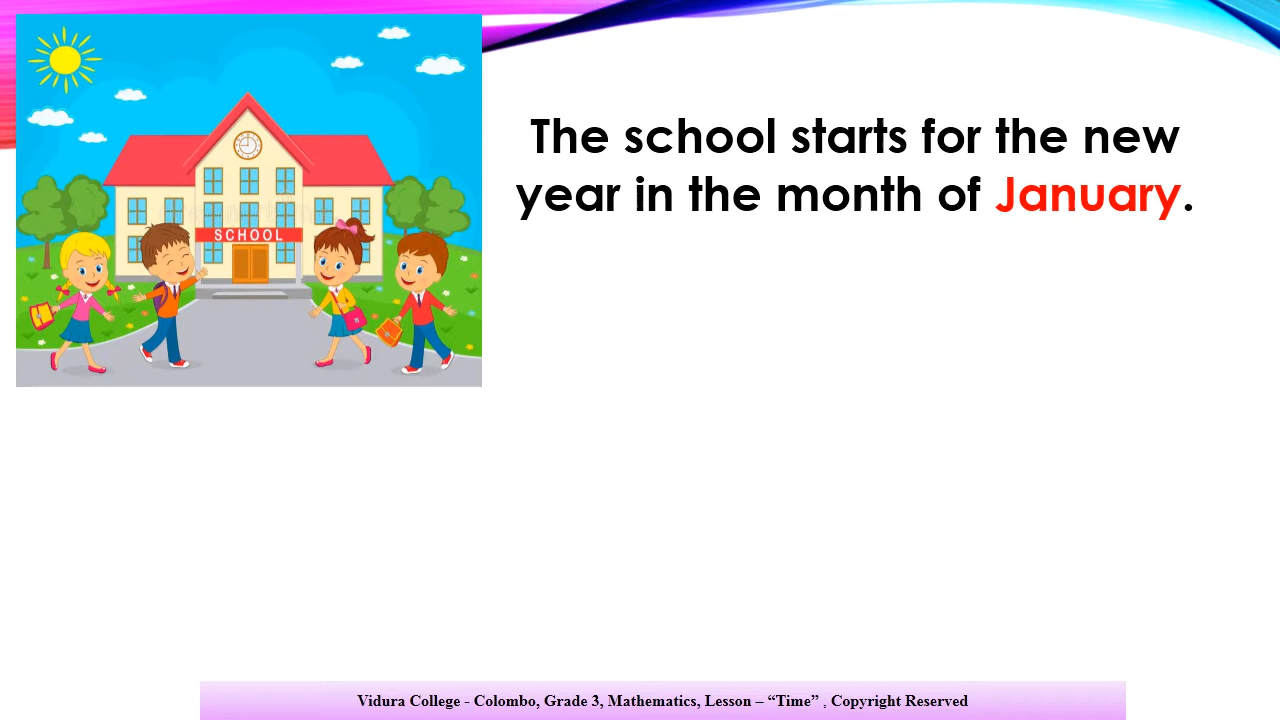 The school starts for the new
year in the month of January.
SCHOOL
Vidura College - Colombo, Grade 3, Mathematics, Lesson – “Time” , Copyright Reserved